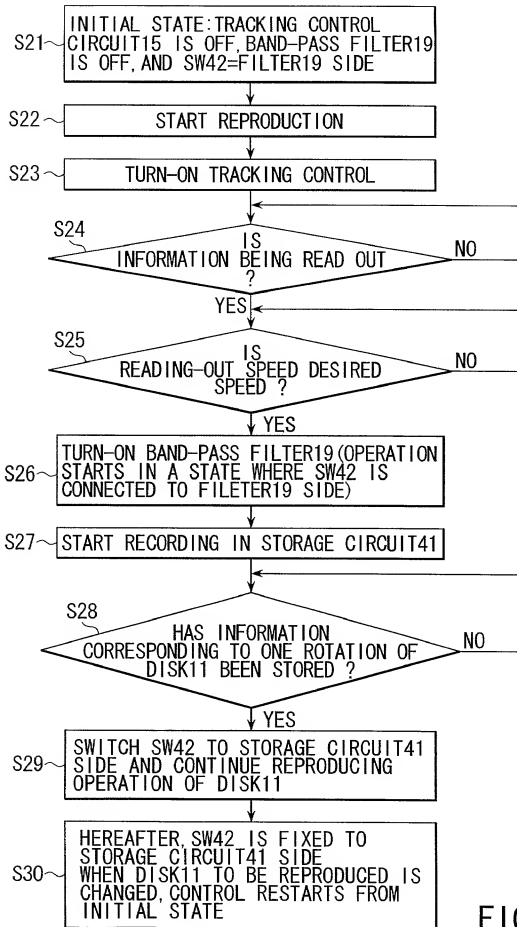 S21
INITIAL STATE:TRACKING CONTROL
CIRCUIT15 IS OFF,BAND-PASS FILTER19
IS OFF,AND SW42=FILTER19 SIDE
S22
START REPRODUCTION
S23
TURN-ON TRACKING CONTROL
S24
IS
INFORMATION BEING READ OUT
?
NO
YES
S25
IS
READING-OUT SPEED DESIRED
SPEED ?
NO
YES
S26
TURN-ON BAND-PASS FILTER19(OPERATION
STARTS IN A STATE WHERE SW42 IS
CONNECTED TO FILETER19 SIDE)
S27
START RECORDING IN STORAGE CIRCUIT41
S28
HAS INFORMATION
CORRESPONDING TO ONE ROTATION OF
DISK11 BEEN STORED ?
NO
YES
S29
SWITCH SW42 TO STORAGE CIRCUIT41
SIDE AND CONTINUE REPRODUCING
OPERATION OF DISK11
S30
HEREAFTER,SW42 IS FIXED TO
STORAGE CIRCUIT41 SIDE
WHEN DISK11 TO BE REPRODUCED IS
CHANGED,CONTROL RESTARTS FROM
INITIAL STATE